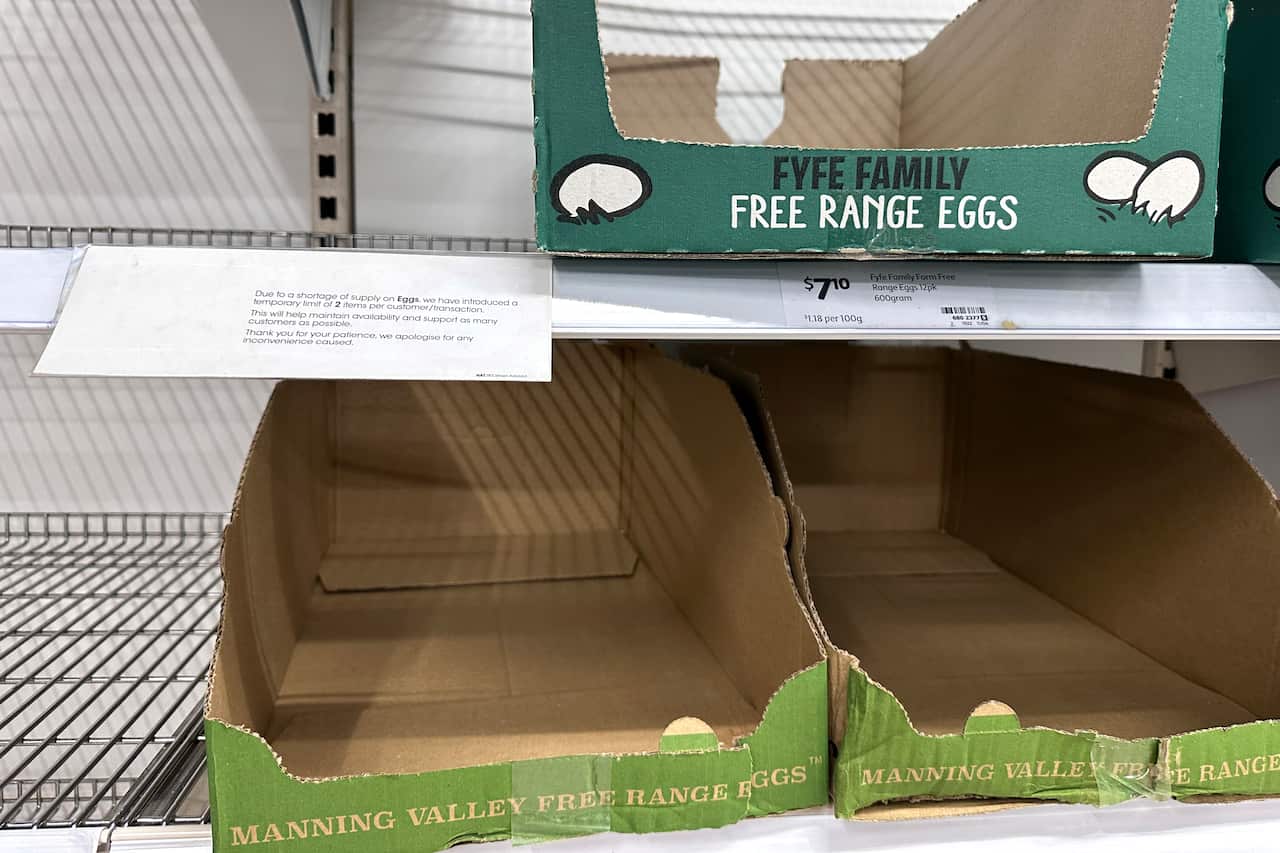 FYFE FAMILY
FREE RANGE EGGS
Due to a shortage of supply on Eggs, we have introduced a
temporary limit of 2 items per customer/transaction.
This will help maintain availability and support as many
customers as possible.
Thank you for your patience, we apologise for any
inconvenience caused.
$7.10
Fyfe Family Farm Free
Range Eggs 12pk
600gram
$1.18 per 100g
MANNING VALLEY FREE RANGE EGGS™
MANNING VALLEY FREE RANGE